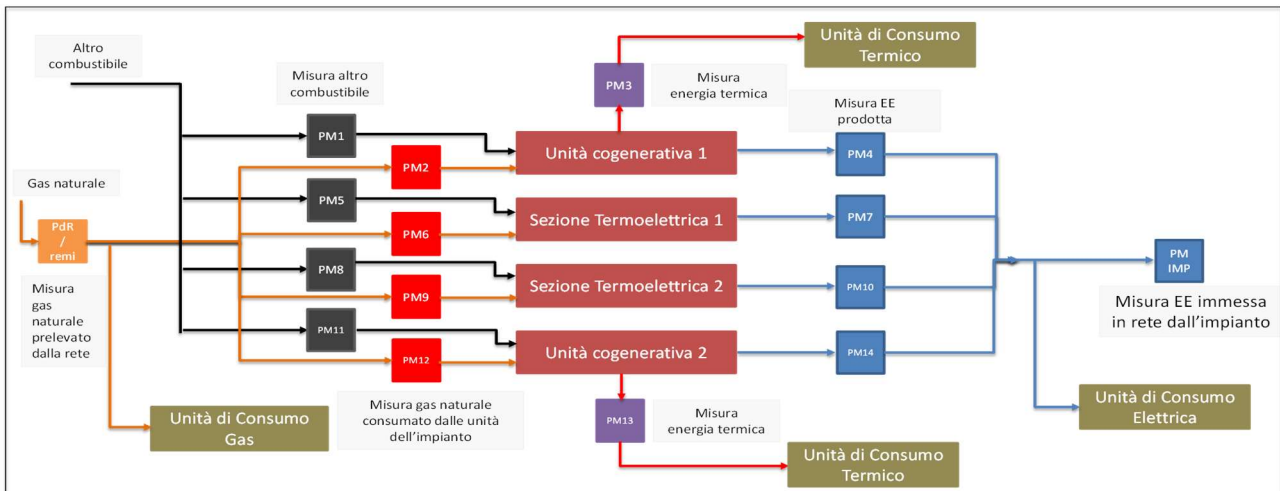 Altro
combustibile
Misura altro
combustibile
PM3
Misura
energia termica
Unità di Consumo
Termico
Misura EE
prodotta
PM1
PM2
Unità cogenerativa 1
PM4
Gas naturale
PdR
/
remi
PM5
PM6
Sezione Termoelettrica 1
PM7
PM8
PM9
Sezione Termoelettrica 2
PM10
PM
IMP
Misura EE immessa
in rete dall'impianto
Misura
gas
naturale
prelevato
dalla rete
PM11
PM12
Unità cogenerativa 2
PM14
Unità di Consumo
Gas
Misura gas naturale
consumato dalle unità
dell'impianto
PM13
Misura
energia termica
Unità di Consumo
Elettrica
Unità di Consumo
Termico